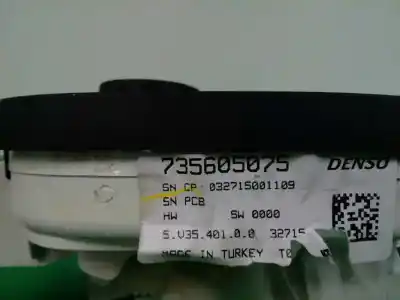 735605075 DENSO
SN CP 032715001109
SN PCB
HW SW 0000
S.V35.401.0.0 32715
MADE IN TURKEY